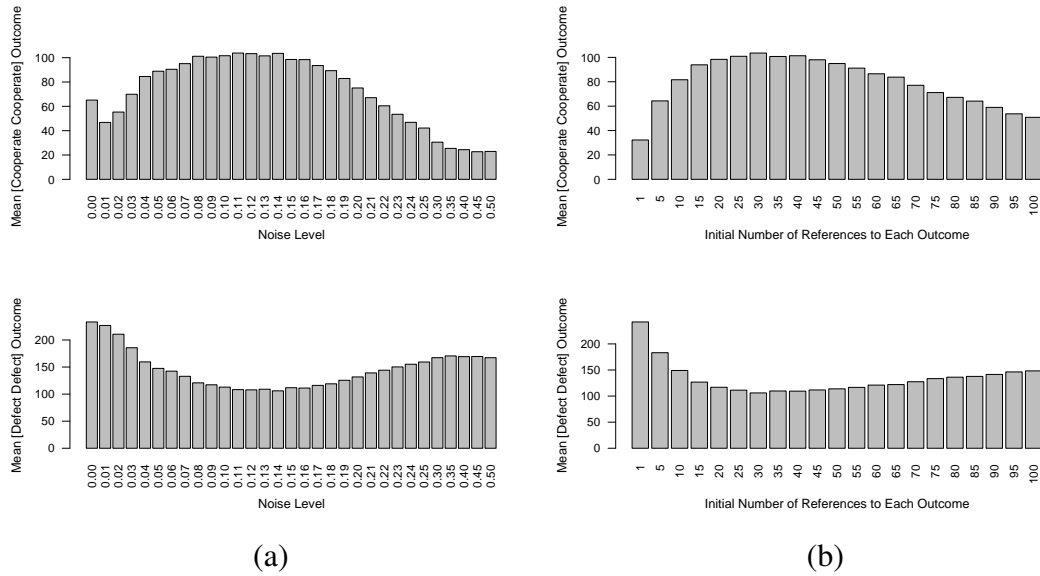 Mean [Cooperate Cooperate] Outcome
100
80
60
40
20
0
0.00 0.01 0.02 0.03 0.04 0.05 0.06 0.07 0.08 0.09 0.10 0.11 0.12 0.13 0.14 0.15 0.16 0.17 0.18 0.19 0.20 0.21 0.22 0.23 0.24 0.25 0.30 0.35 0.40 0.45 0.50
Noise Level
Mean [Defect Defect] Outcome
200
150
100
50
0
0.00 0.01 0.02 0.03 0.04 0.05 0.06 0.07 0.08 0.09 0.10 0.11 0.12 0.13 0.14 0.15 0.16 0.17 0.18 0.19 0.20 0.21 0.22 0.23 0.24 0.25 0.30 0.35 0.40 0.45 0.50
Noise Level
(a)
Mean [Cooperate Cooperate] Outcome
100
80
60
40
20
0
1 5 10 15 20 25 30 35 40 45 50 55 60 65 70 75 80 85 90 95 100
Initial Number of References to Each Outcome
Mean [Defect Defect] Outcome
200
150
100
50
0
1 5 10 15 20 25 30 35 40 45 50 55 60 65 70 75 80 85 90 95 100
Initial Number of References to Each Outcome
(b)